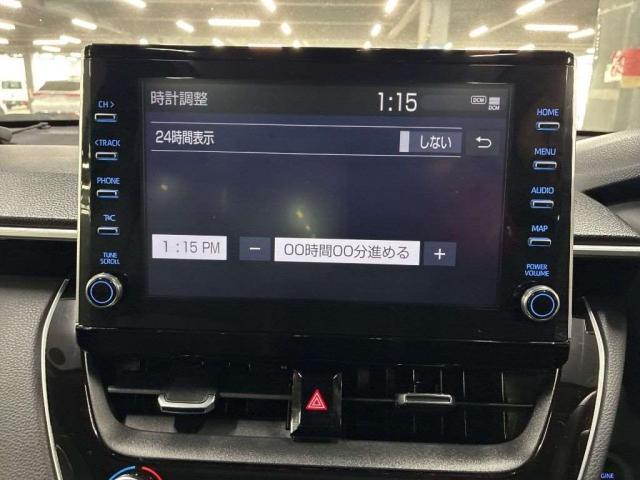 時計調整
1:15
DCM
DCM
24時間表示
しない
1:15 PM
−
00時間00分進める
+
CH >
< TRACK
PHONE
TUNE
SCROLL
HOME
MENU
AUDIO
MAP
POWER
VOLUME